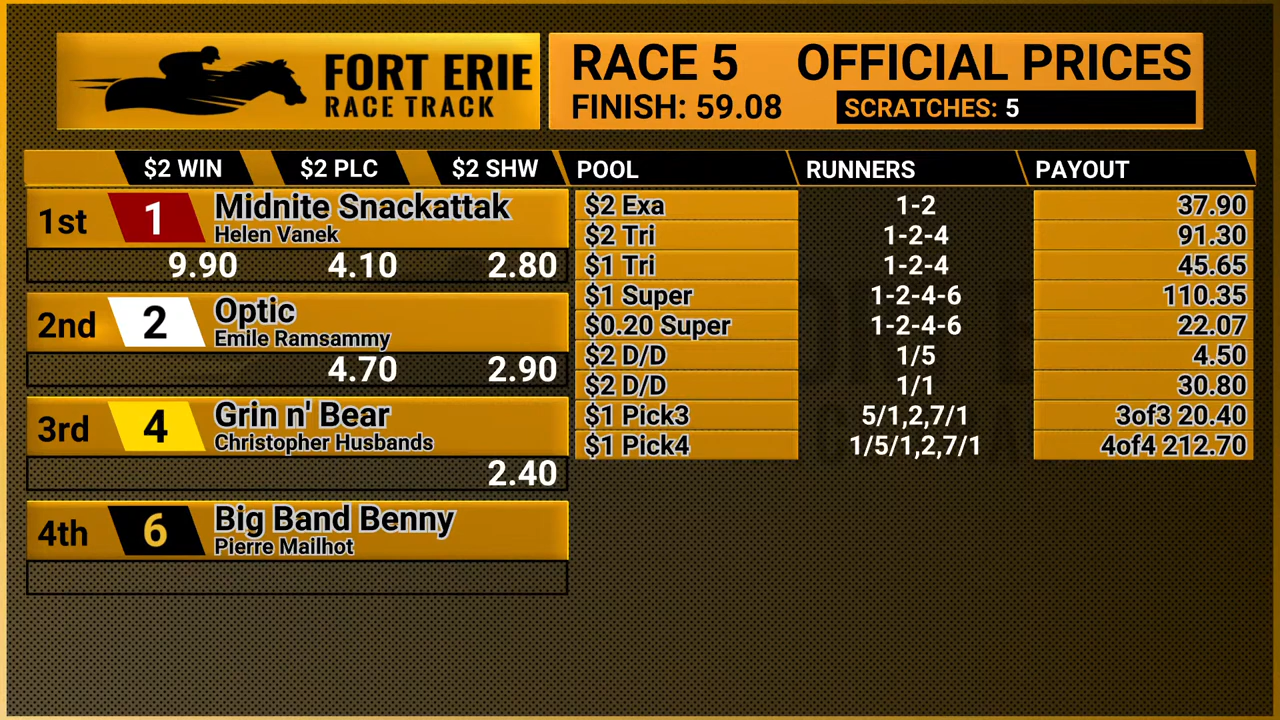 FORT ERIE
RACE TRACK
RACE 5 OFFICIAL PRICES
FINISH: 59.08 SCRATCHES: 5
$2 WIN $2 PLC $2 SHW
1st 1 Midnite Snackattak
Helen Vanek
9.90 4.10 2.80
2nd 2 Optic
Emile Ramsammy
4.70 2.90
3rd 4 Grin n' Bear
Christopher Husbands
2.40
4th 6 Big Band Benny
Pierre Mailhot
POOL RUNNERS PAYOUT
$2 Exa 1-2 37.90
$2 Tri 1-2-4 91.30
$1 Tri 1-2-4 45.65
$1 Super 1-2-4-6 110.35
$0.20 Super 1-2-4-6 22.07
$2 D/D 1/5 4.50
$2 D/D 1/1 30.80
$1 Pick3 5/1,2,7/1 3of3 20.40
$1 Pick4 1/5/1,2,7/1 4of4 212.70